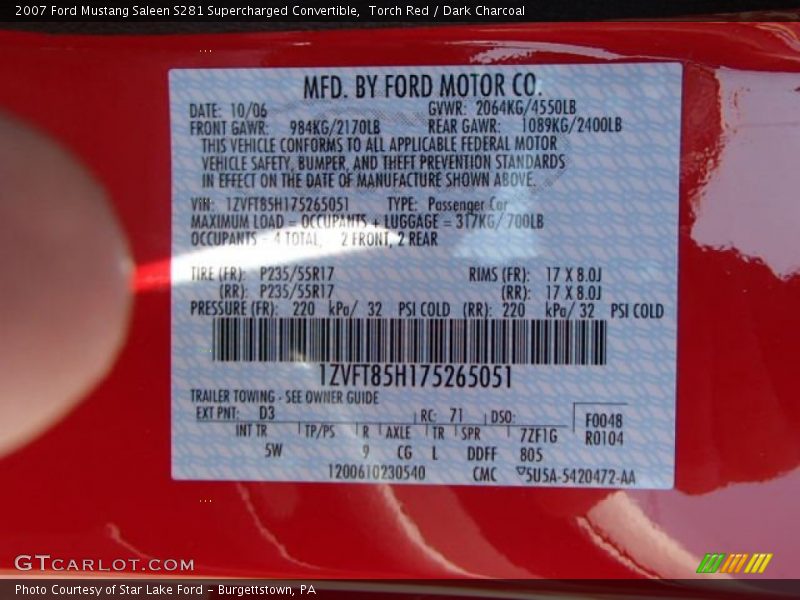 2007 Ford Mustang Saleen S281 Supercharged Convertible,  Torch Red / Dark Charcoal
MFD. BY FORD MOTOR CO.
DATE: 10/06 GVWR: 2064KG/4550LB
FRONT GAWR: 984KG/2170LB REAR GAWR: 1089KG/2400LB
THIS VEHICLE CONFORMS TO ALL APPLICABLE FEDERAL MOTOR
VEHICLE SAFETY, BUMPER, AND THEFT PREVENTION STANDARDS
IN EFFECT ON THE DATE OF MANUFACTURE SHOWN ABOVE.
VIN: 1ZVFT85H175265051 TYPE: Passenger Car
MAXIMUM LOAD = OCCUPANTS + LUGGAGE = 317KG/700LB
OCCUPANTS = 4 TOTAL, 2 FRONT, 2 REAR
TIRE (FR): P235/55R17 RIMS (FR): 17 X 8.0J
(RR): P235/55R17 (RR): 17 X 8.0J
PRESSURE (FR): 220 kPa/ 32 PSI COLD (RR): 220 kPa/ 32 PSI COLD
1ZVFT85H175265051
TRAILER TOWING - SEE OWNER GUIDE
EXT PNT: D3 RC: 71 DSO: F0048
INT TR TP/PS R AXLE TR SPR 7ZF1G R0104
5W 9 CG L DDFF 805
1200610230540 CMC 5U5A-5420472-AA
GTCARLOT.COM
Photo Courtesy of Star Lake Ford – Burgettstown, PA